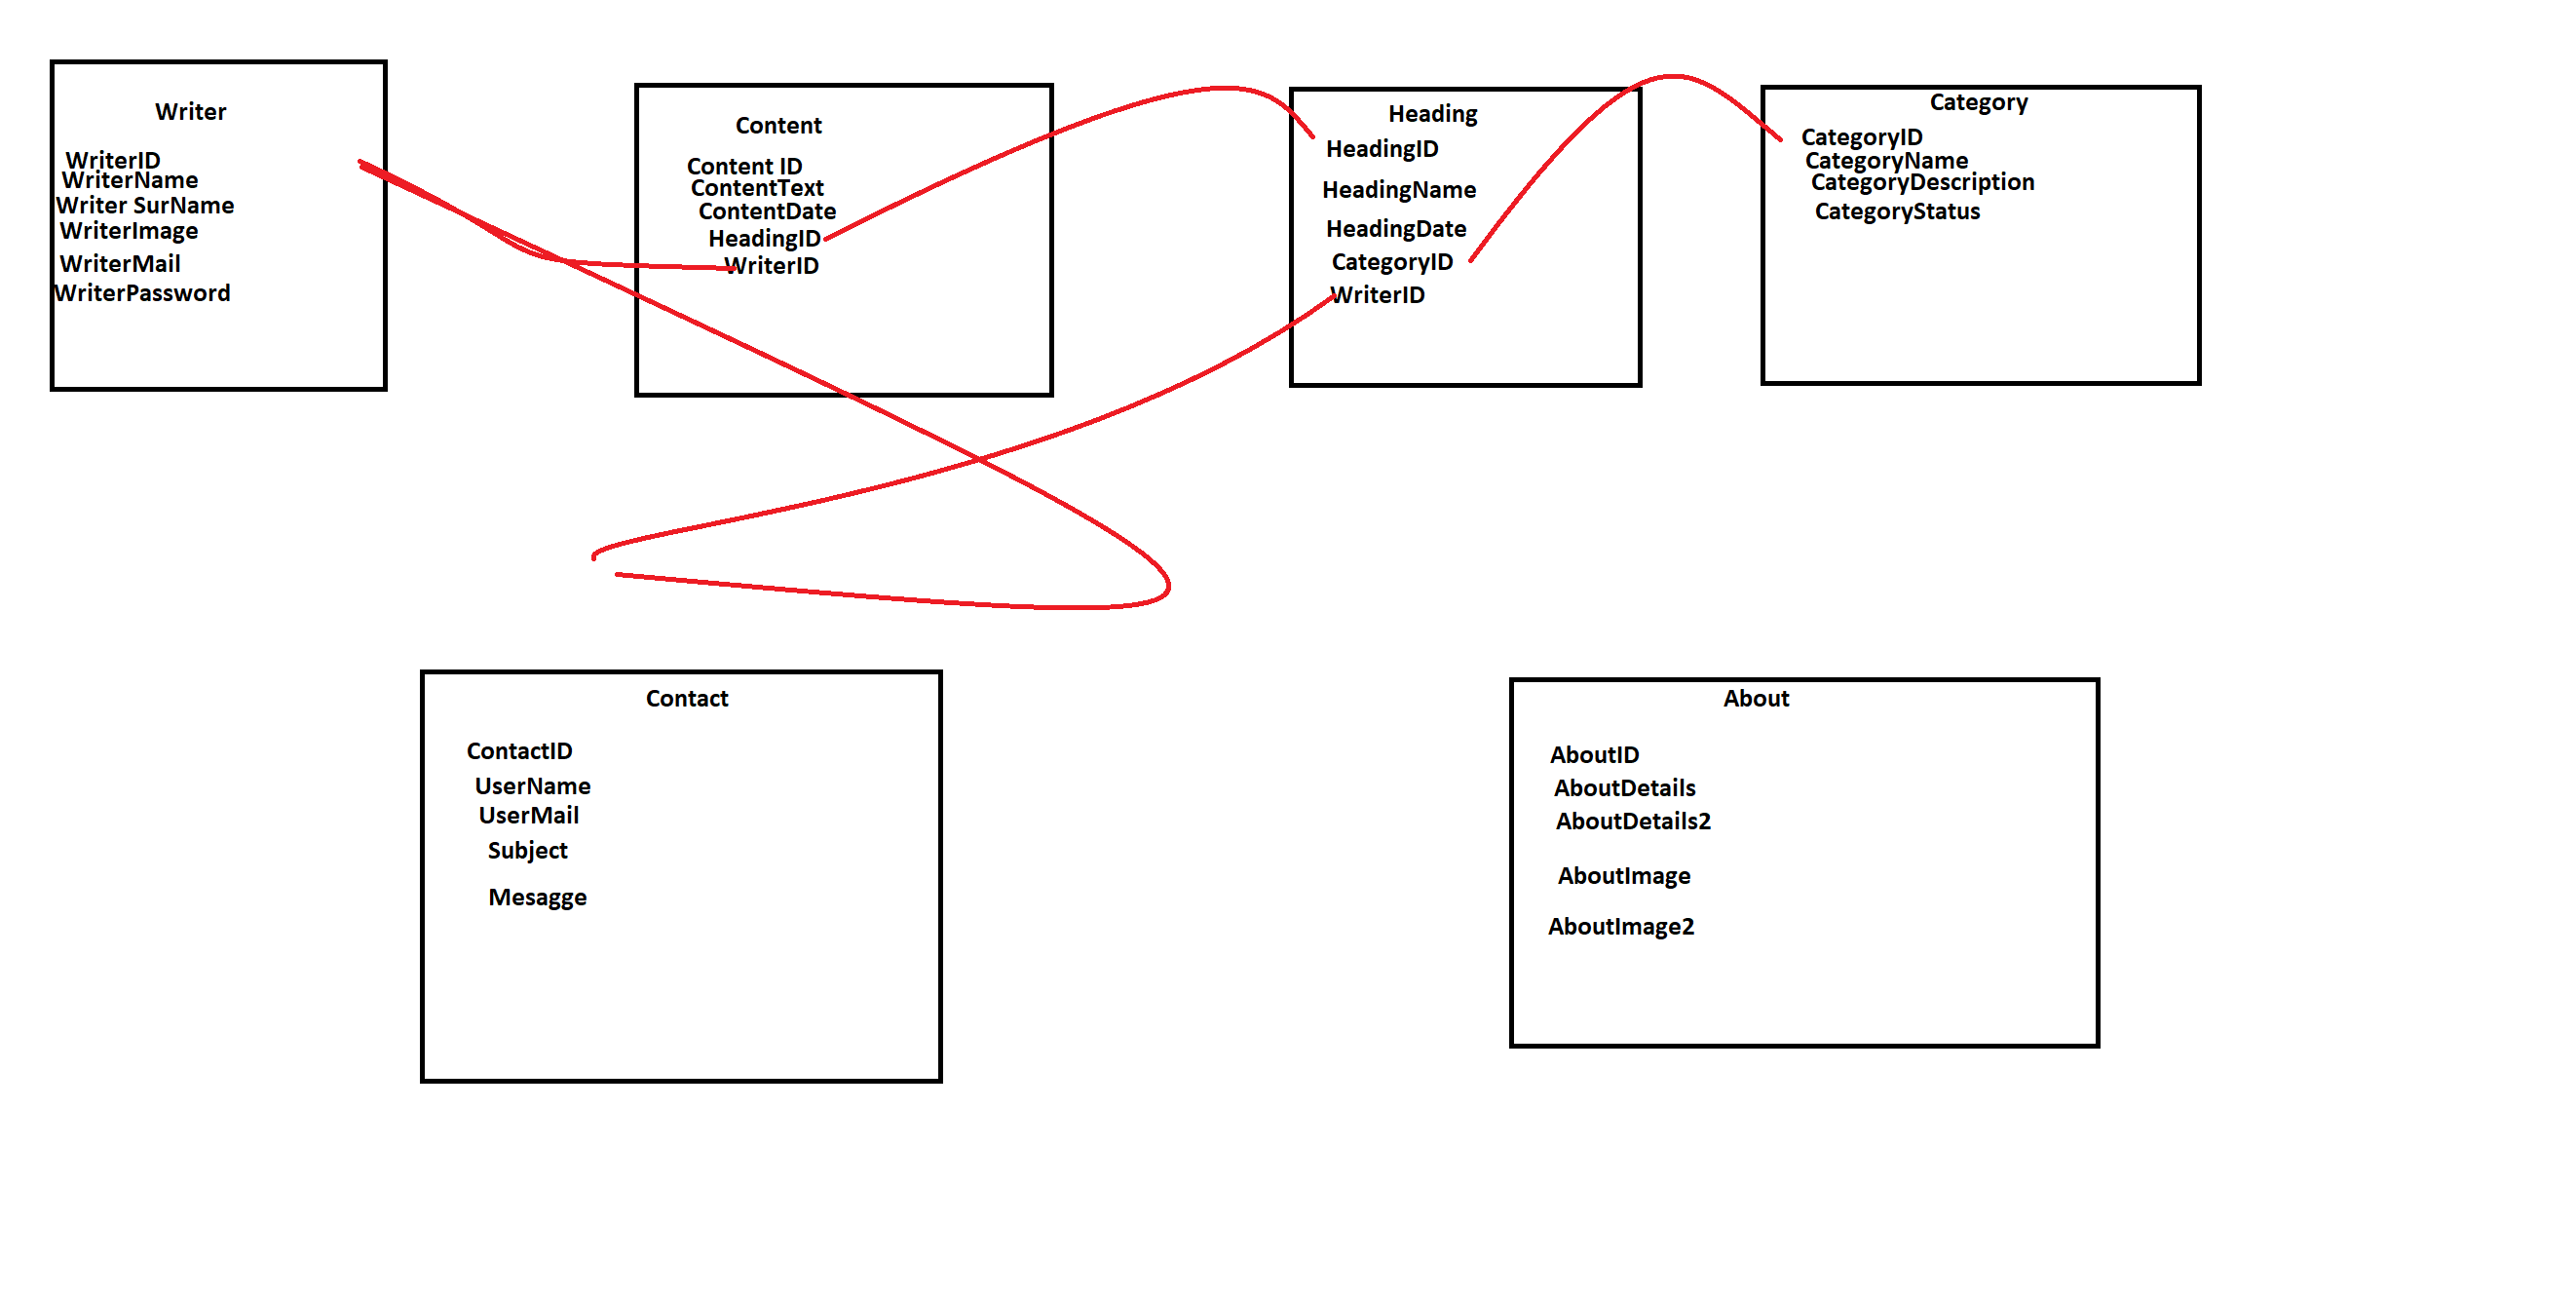 Writer
WriterID
WriterName
Writer SurName
WriterImage
WriterMail
WriterPassword
Content
Content ID
ContentText
ContentDate
HeadingID
WriterID
Heading
HeadingID
HeadingName
HeadingDate
CategoryID
WriterID
Category
CategoryID
CategoryName
CategoryDescription
CategoryStatus
Contact
ContactID
UserName
UserMail
Subject
Mesagge
About
AboutID
AboutDetails
AboutDetails2
AboutImage
AboutImage2